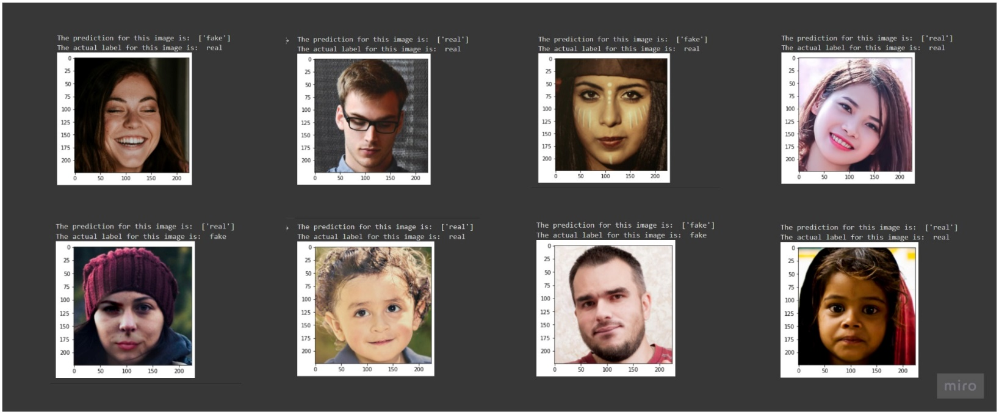 The prediction for this image is:  ['fake']
The actual label for this image is:  real
0
25
50
75
100
125
150
175
200
0 50 100 150 200
The prediction for this image is:  ['real']
The actual label for this image is:  real
0
25
50
75
100
125
150
175
200
0 50 100 150 200
The prediction for this image is:  ['fake']
The actual label for this image is:  real
0
25
50
75
100
125
150
175
200
0 50 100 150 200
The prediction for this image is:  ['real']
The actual label for this image is:  real
0
25
50
75
100
125
150
175
200
0 50 100 150 200
The prediction for this image is:  ['real']
The actual label for this image is:  fake
0
25
50
75
100
125
150
175
200
0 50 100 150 200
The prediction for this image is:  ['real']
The actual label for this image is:  real
0
25
50
75
100
125
150
175
200
0 50 100 150 200
The prediction for this image is:  ['fake']
The actual label for this image is:  fake
0
25
50
75
100
125
150
175
200
0 50 100 150 200
The prediction for this image is:  ['real']
The actual label for this image is:  real
0
25
50
75
100
125
150
175
200
0 50 100 150 200
miro